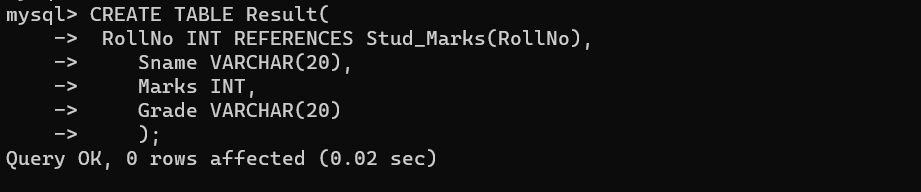 mysql> CREATE TABLE Result(
    ->  RollNo INT REFERENCES Stud_Marks(RollNo),
    ->     Sname VARCHAR(20),
    ->     Marks INT,
    ->     Grade VARCHAR(20)
    ->     );
Query OK, 0 rows affected (0.02 sec)